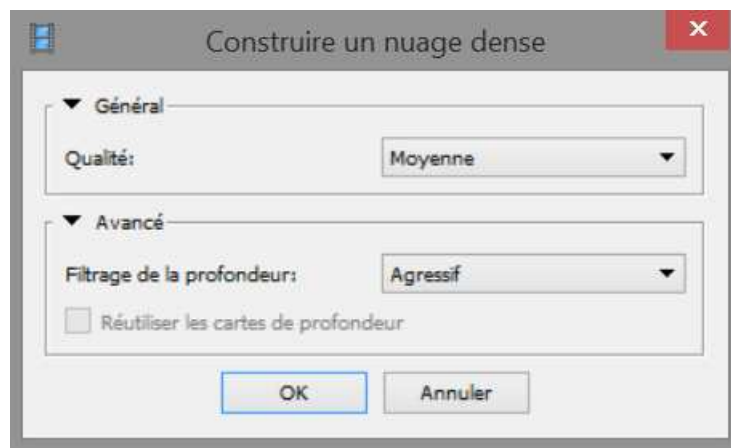 Construire un nuage dense
Général
Qualité: Moyenne
Avancé
Filtrage de la profondeur: Agressif
Réutiliser les cartes de profondeur
OK Annuler